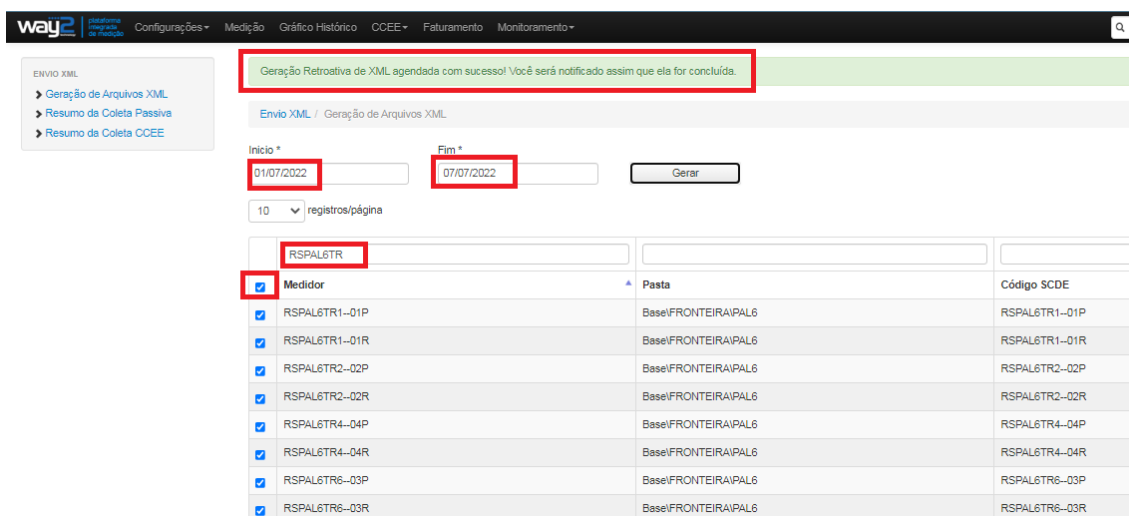 way2 plataforma integrada de medição Configurações Medição Gráfico Histórico CCEE Faturamento Monitoramento
ENVIO XML
Geração de Arquivos XML
Resumo da Coleta Passiva
Resumo da Coleta CCEE
Geração Retroativa de XML agendada com sucesso! Você será notificado assim que ela for concluída.
Envio XML / Geração de Arquivos XML
Inicio * Fim *
01/07/2022 07/07/2022 Gerar
10 registros/página
RSPAL6TR
Medidor Pasta Código SCDE
RSPAL6TR1--01P Base\FRONTEIRA\PAL6 RSPAL6TR1--01P
RSPAL6TR1--01R Base\FRONTEIRA\PAL6 RSPAL6TR1--01R
RSPAL6TR2--02P Base\FRONTEIRA\PAL6 RSPAL6TR2--02P
RSPAL6TR2--02R Base\FRONTEIRA\PAL6 RSPAL6TR2--02R
RSPAL6TR4--04P Base\FRONTEIRA\PAL6 RSPAL6TR4--04P
RSPAL6TR4--04R Base\FRONTEIRA\PAL6 RSPAL6TR4--04R
RSPAL6TR6--03P Base\FRONTEIRA\PAL6 RSPAL6TR6--03P
RSPAL6TR6--03R Base\FRONTEIRA\PAL6 RSPAL6TR6--03R